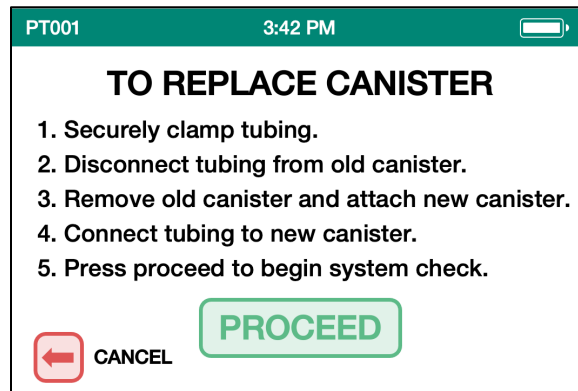 PT001 3:42 PM
TO REPLACE CANISTER
1. Securely clamp tubing.
2. Disconnect tubing from old canister.
3. Remove old canister and attach new canister.
4. Connect tubing to new canister.
5. Press proceed to begin system check.
PROCEED
CANCEL